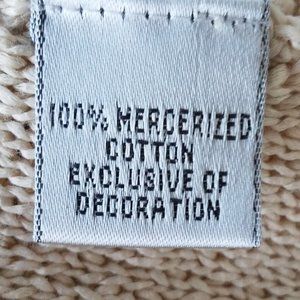 100% MERCERIZED
COTTON
EXCLUSIVE OF
DECORATION